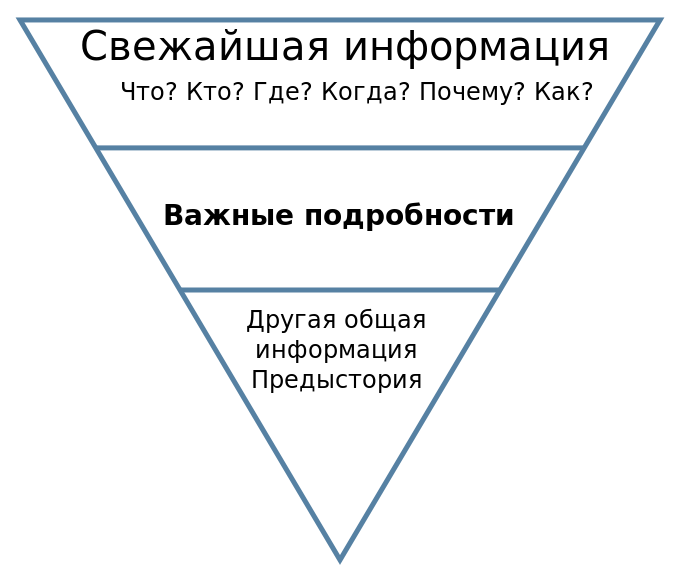 Свежайшая информация
Что? Кто? Где? Когда? Почему? Как?
Важные подробности
Другая общая
информация
Предыстория